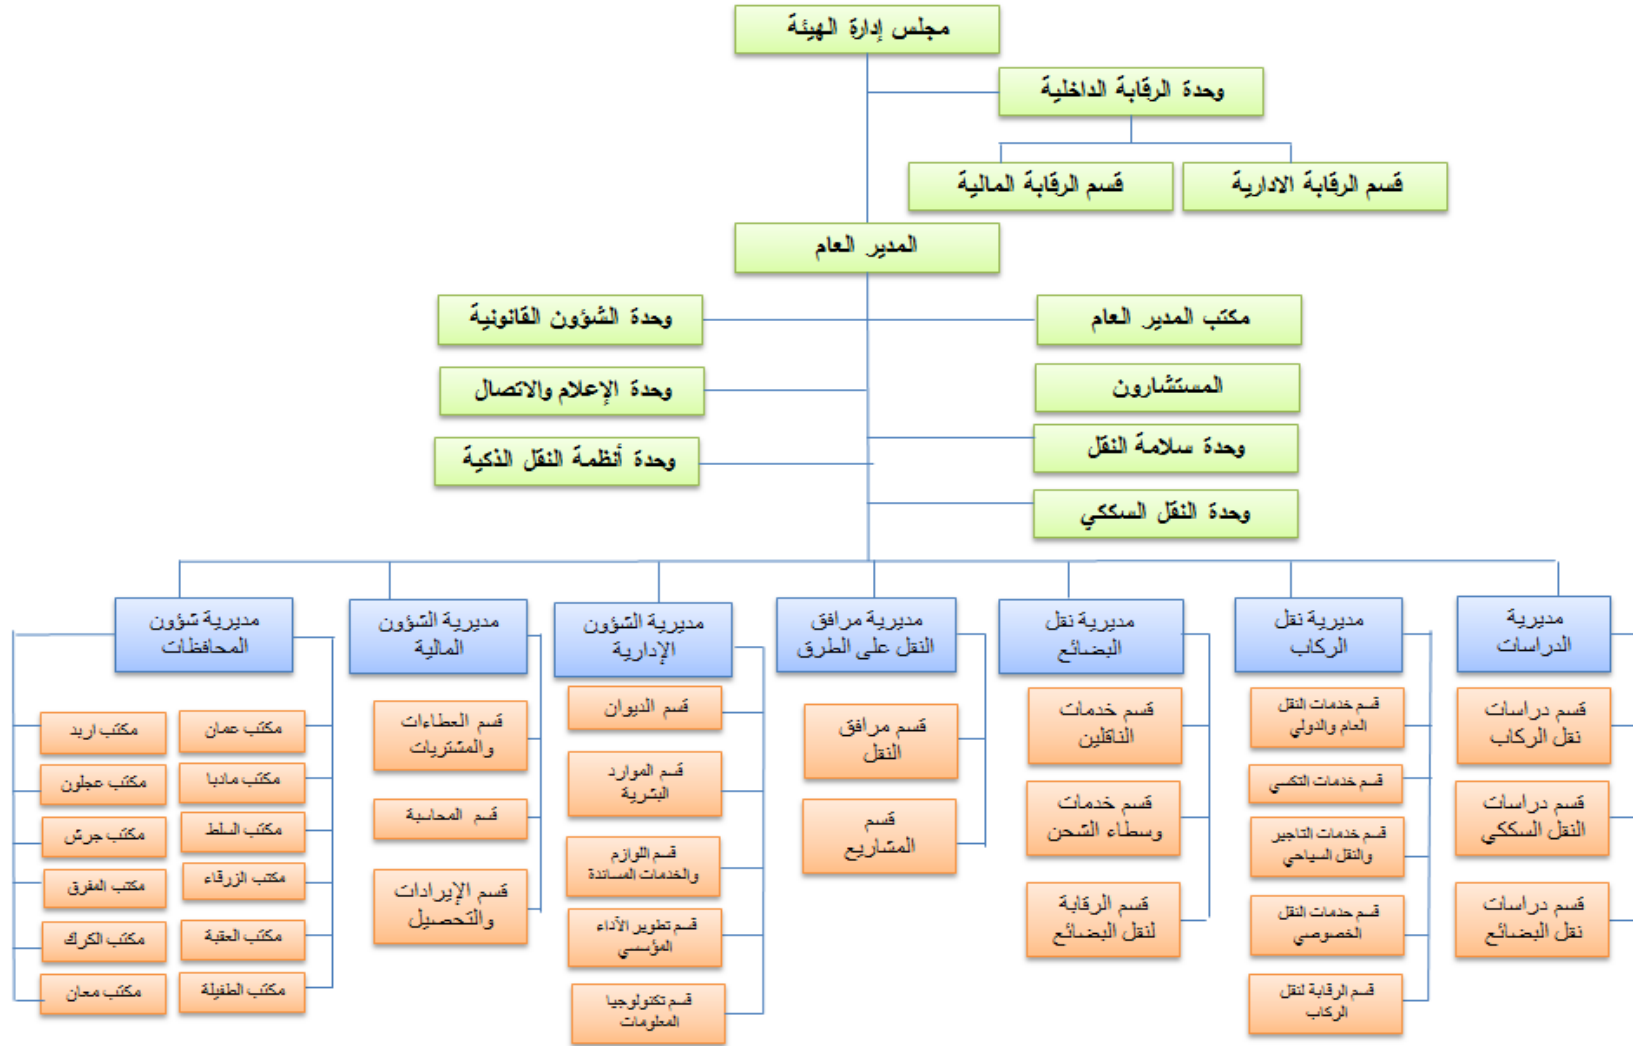 مجلس إدارة الهيئة
وحدة الرقابة الداخلية
قسم الرقابة الادارية
قسم الرقابة المالية
المدير العام
مكتب المدير العام
وحدة الشؤون القانونية
المستشارون
وحدة الإعلام والاتصال
وحدة سلامة النقل
وحدة أنظمة النقل الذكية
وحدة النقل السككي
مديرية
الدراسات
قسم دراسات
نقل الركاب
قسم دراسات
النقل السككي
قسم دراسات
نقل البضائع
مديرية نقل
الركاب
قسم خدمات النقل
العام والدولي
قسم خدمات التكسي
قسم خدمات التاجير
والنقل السياحي
قسم خدمات النقل
الخصوصي
قسم الرقابة لنقل
الركاب
مديرية نقل
البضائع
قسم خدمات
الناقلين
قسم خدمات
وسطاء الشحن
قسم الرقابة
لنقل البضائع
مديرية مرافق
النقل على الطرق
قسم مرافق
النقل
قسم
المشاريع
مديرية الشؤون
الإدارية
قسم الديوان
قسم الموارد
البشرية
قسم اللوازم
والخدمات المساندة
قسم تطوير الآداء
المؤسسي
قسم تكنولوجيا
المعلومات
مديرية الشؤون
المالية
قسم العطاءات
والمشتريات
قسم المحاسبة
قسم الإيرادات
والتحصيل
مديرية شؤون
المحافظات
مكتب عمان
مكتب مادبا
مكتب السلط
مكتب الزرقاء
مكتب العقبة
مكتب الطفيلة
مكتب اربد
مكتب عجلون
مكتب جرش
مكتب المفرق
مكتب الكرك
مكتب معان